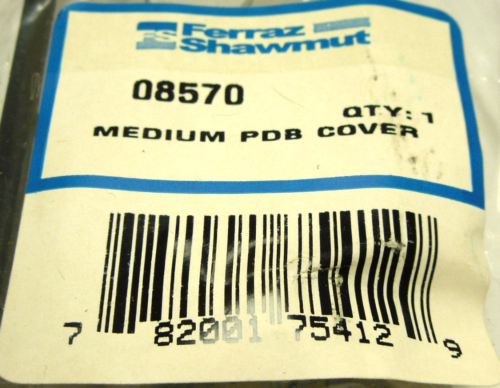 Ferraz
Shawmut
08570
QTY: 1
MEDIUM PDB COVER
7 82001 75412 9